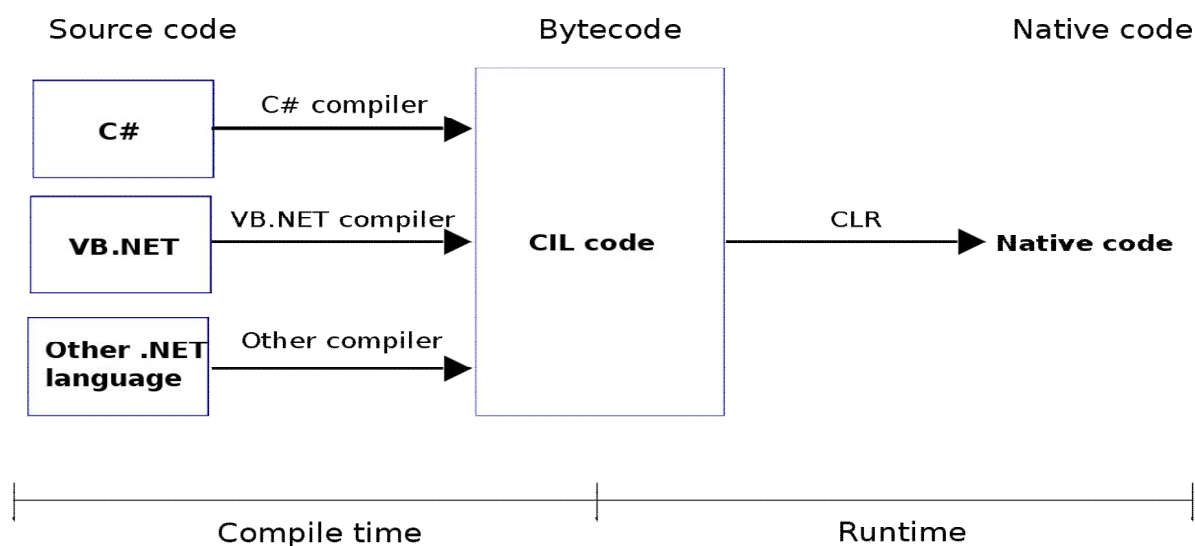 Source code
Bytecode
Native code
C#
C# compiler
VB.NET
VB.NET compiler
CIL code
CLR
Native code
Other .NET
language
Other compiler
Compile time
Runtime